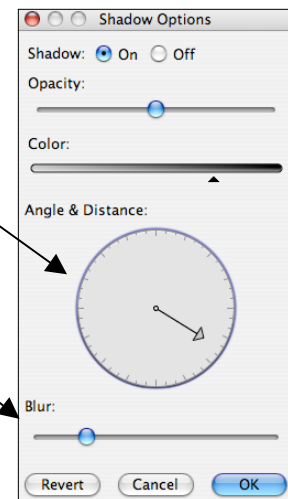 Shadow Options
Shadow: On Off
Opacity:
Color:
Angle & Distance:
Blur:
Revert Cancel OK